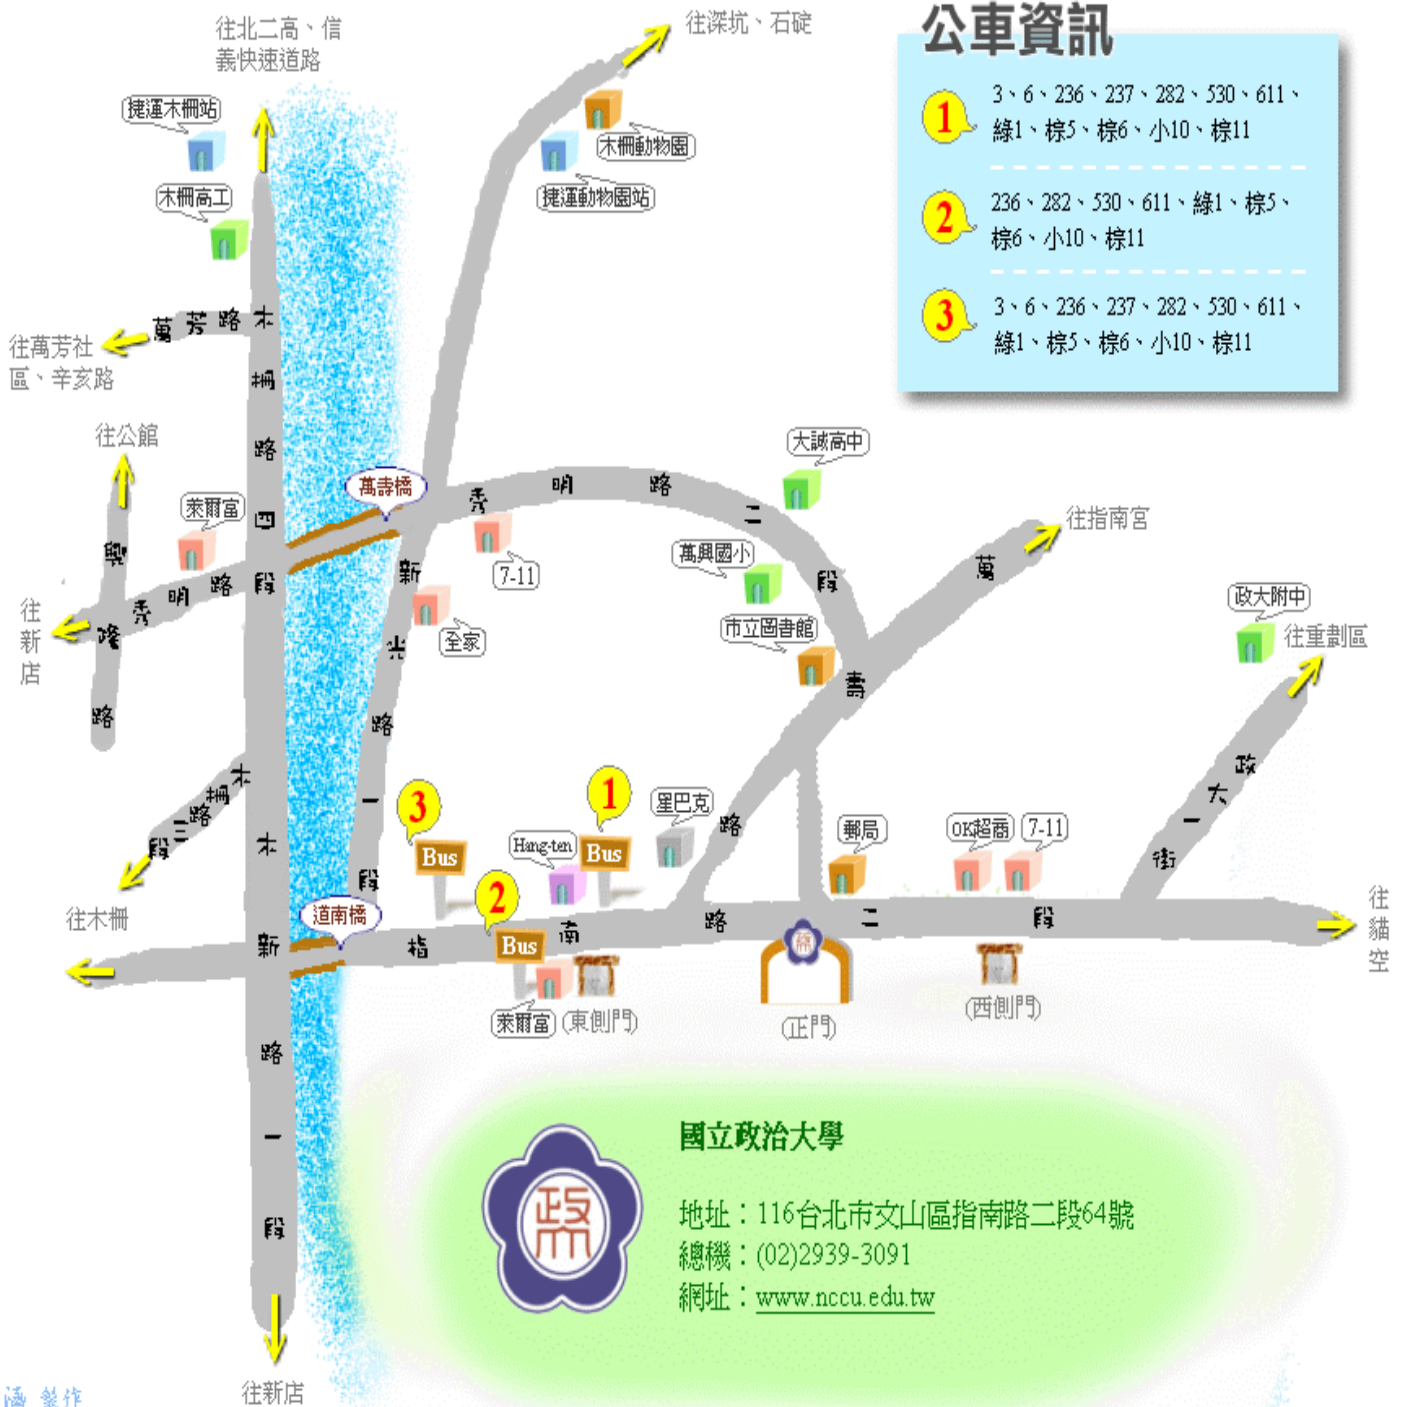 往北二高、信
義快速道路
往深坑、石碇
公車資訊
捷運木柵站
木柵高工
木柵動物園
捷運動物園站
1
3、6、236、237、282、530、611、
綠1、棕5、棕6、小10、棕11
2
236、282、530、611、綠1、棕5、
棕6、小10、棕11
3
3、6、236、237、282、530、611、
綠1、棕5、棕6、小10、棕11
萬芳路
往萬芳社
區、辛亥路
木柵路四段
往公館
萊爾富
萬壽橋
秀明路二段
大誠高中
7-11
萬興國小
市立圖書館
往指南宮
萬壽路
政大附中
往重劃區
政大一街
興隆路
秀明路
往新店
新光路一段
全家
木柵路三段
往木柵
3
Bus
1
Bus
Hang-ten
星巴克
2
Bus
郵局
OK超商
7-11
道南橋
指南路二段
往貓空
萊爾富
(東側門)
(正門)
(西側門)
木新路一段
往新店
國立政治大學
地址：116台北市文山區指南路二段64號
總機：(02)2939-3091
網址：www.nccu.edu.tw
政大
製作